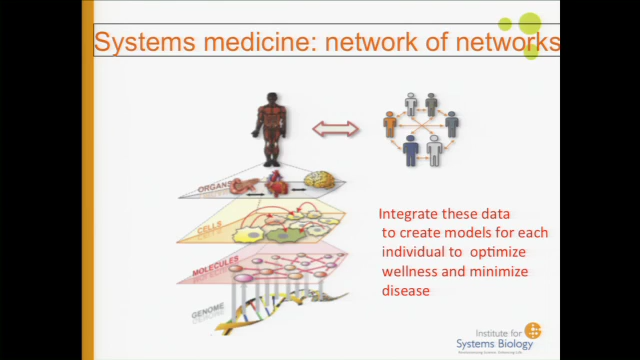 Systems medicine: network of networks
ORGANS
CELLS
MOLECULES
GENOME
Integrate these data
to create models for each
individual to optimize
wellness and minimize
disease
Institute for
Systems Biology